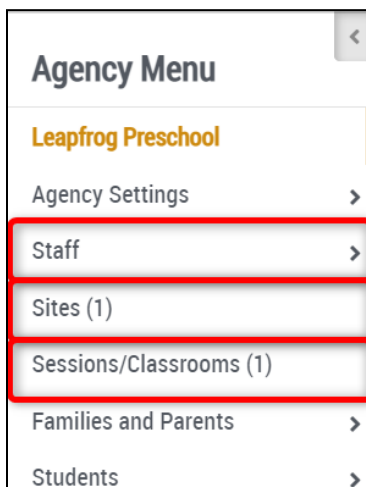 Agency Menu
Leapfrog Preschool
Agency Settings
Staff
Sites (1)
Sessions/Classrooms (1)
Families and Parents
Students